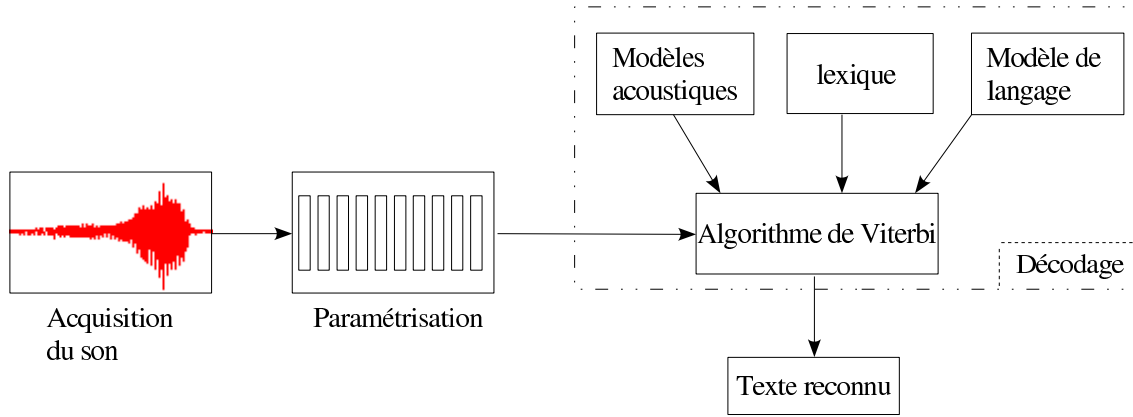 Modèles
acoustiques
lexique
Modèle de
langage
Algorithme de Viterbi
Décodage
Acquisition
du son
Paramétrisation
Texte reconnu